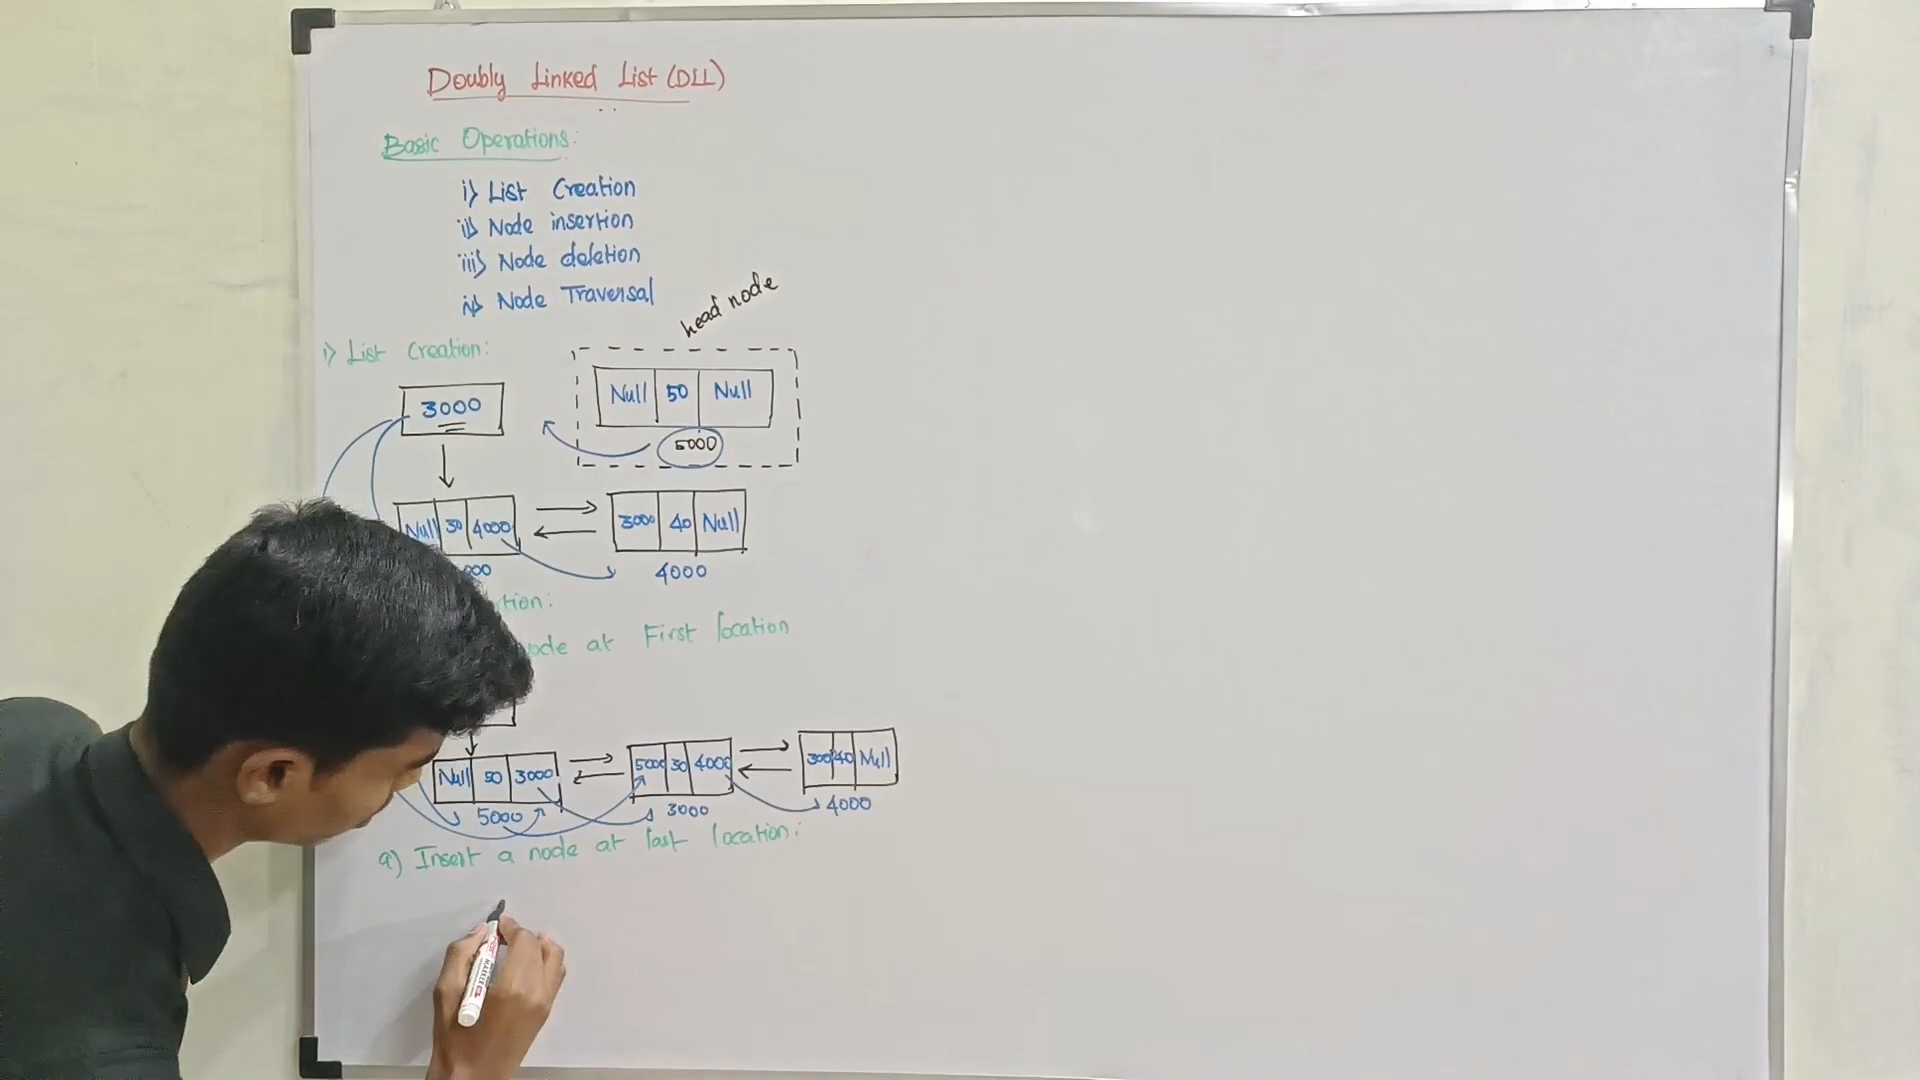 Doubly Linked List (DLL)
Basic Operations:
i) List Creation
ii) Node insertion
iii) Node deletion
iv) Node Traversal
head node
i) List Creation:
3000
Null 50 Null
5000
Null 30 4000
3000 40 Null
4000
at First location
Null 50 3000
5000 30 4000
300 40 Null
5000
3000
4000
a) Insert a node at last location: